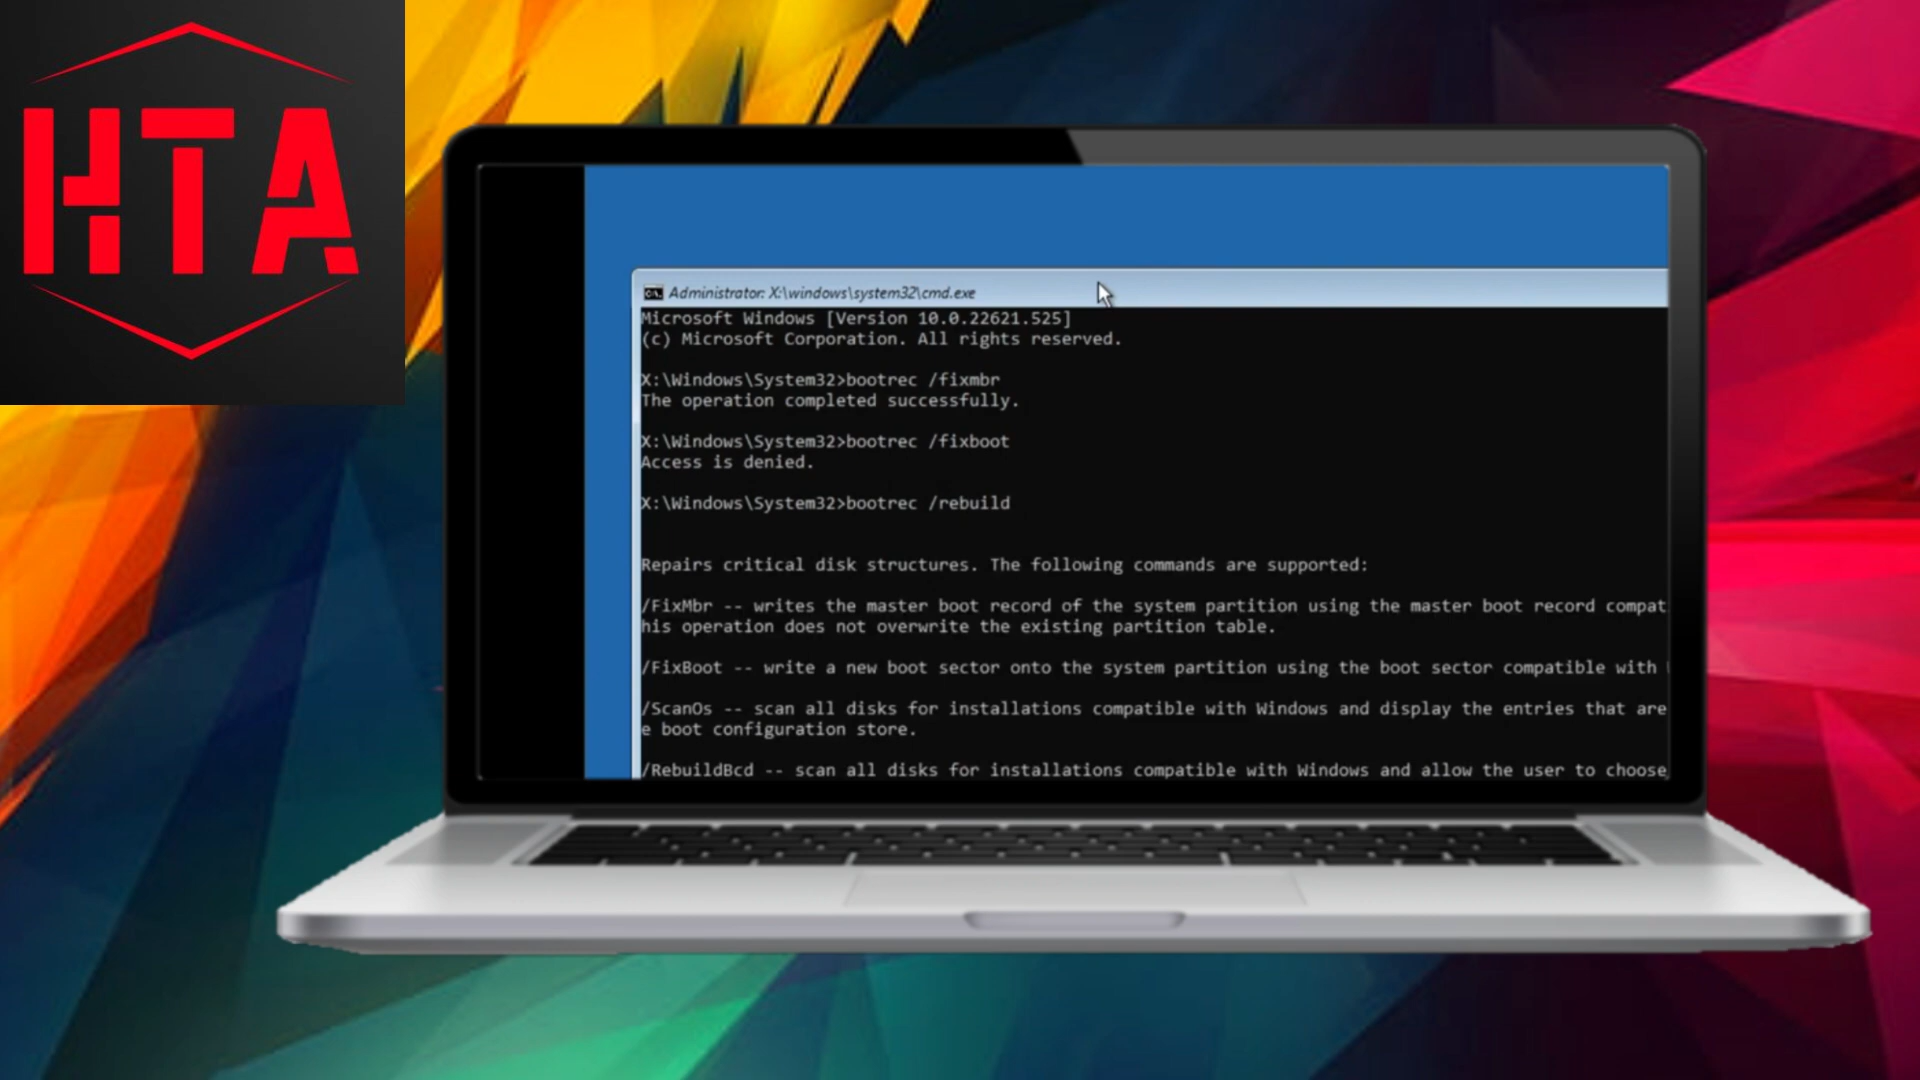 HTA
Administrator: X:\windows\system32\cmd.exe
Microsoft Windows [Version 10.0.22621.525]
(c) Microsoft Corporation. All rights reserved.
X:\Windows\System32>bootrec /fixmbr
The operation completed successfully.
X:\Windows\System32>bootrec /fixboot
Access is denied.
X:\Windows\System32>bootrec /rebuild
Repairs critical disk structures. The following commands are supported:
/FixMbr -- writes the master boot record of the system partition using the master boot record compat
his operation does not overwrite the existing partition table.
/FixBoot -- write a new boot sector onto the system partition using the boot sector compatible with
/ScanOs -- scan all disks for installations compatible with Windows and display the entries that are
e boot configuration store.
/RebuildBcd -- scan all disks for installations compatible with Windows and allow the user to choose